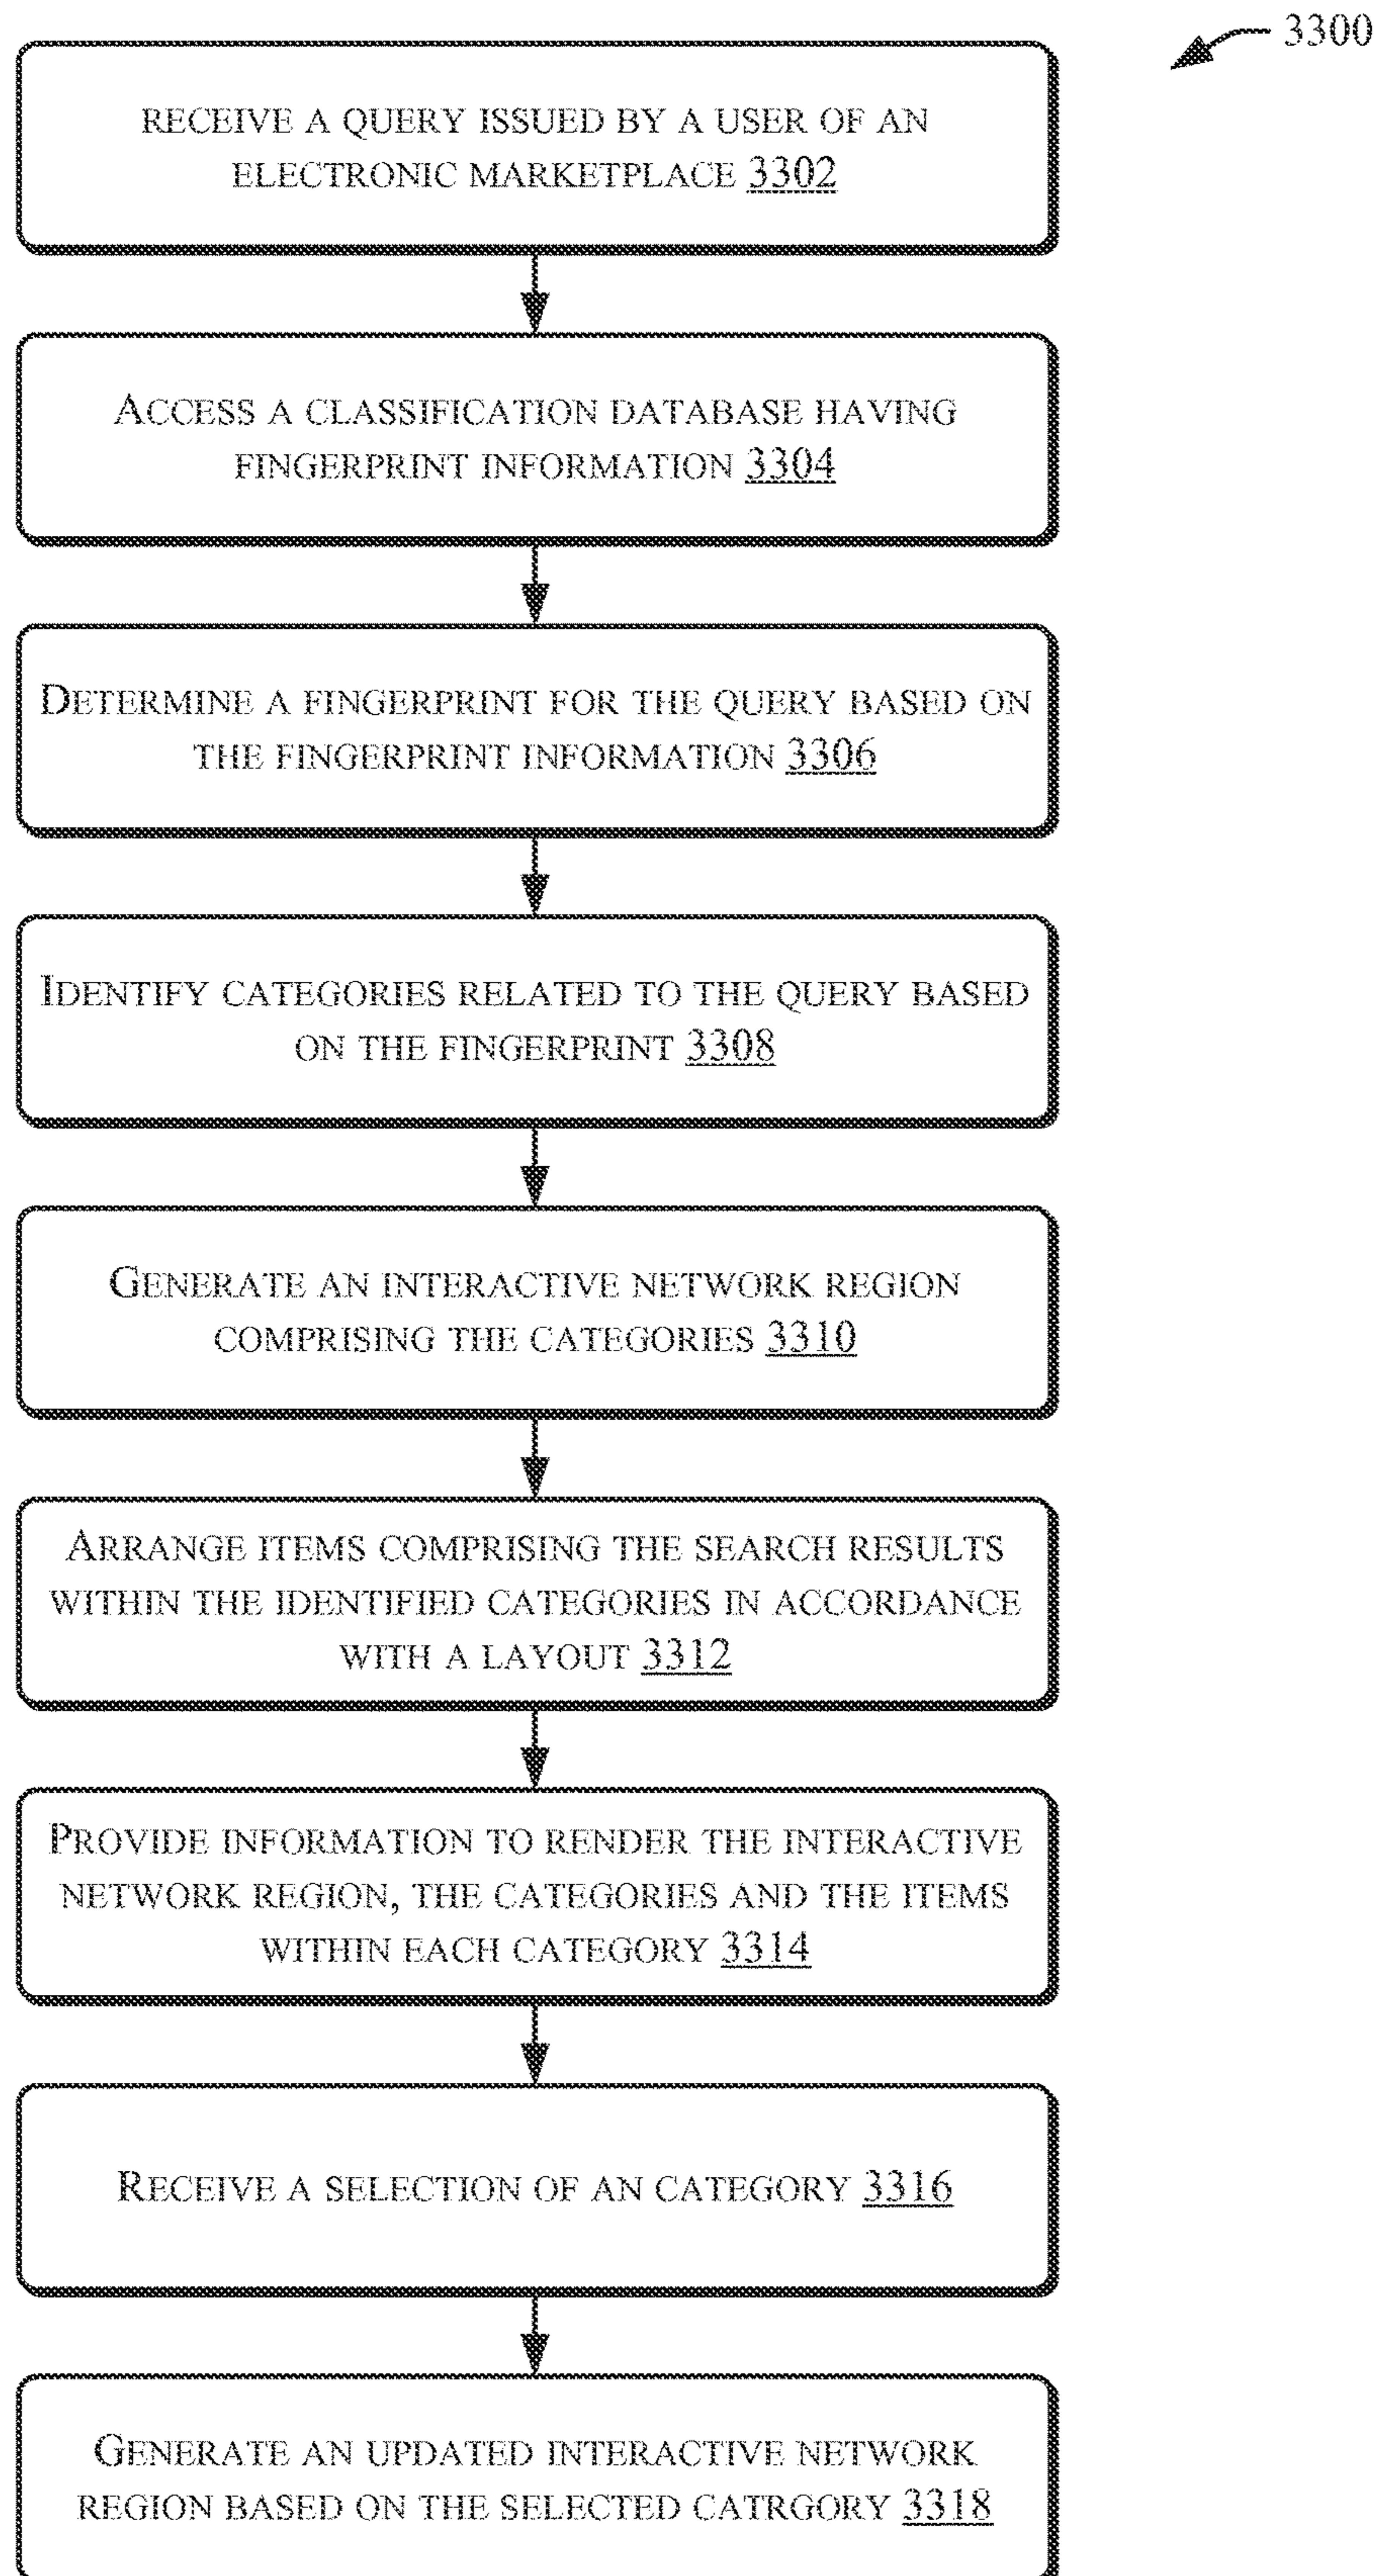 3300
RECEIVE A QUERY ISSUED BY A USER OF AN
ELECTRONIC MARKETPLACE 3302
ACCESS A CLASSIFICATION DATABASE HAVING
FINGERPRINT INFORMATION 3304
DETERMINE A FINGERPRINT FOR THE QUERY BASED ON
THE FINGERPRINT INFORMATION 3306
IDENTIFY CATEGORIES RELATED TO THE QUERY BASED
ON THE FINGERPRINT 3308
GENERATE AN INTERACTIVE NETWORK REGION
COMPRISING THE CATEGORIES 3310
ARRANGE ITEMS COMPRISING THE SEARCH RESULTS
WITHIN THE IDENTIFIED CATEGORIES IN ACCORDANCE
WITH A LAYOUT 3312
PROVIDE INFORMATION TO RENDER THE INTERACTIVE
NETWORK REGION, THE CATEGORIES AND THE ITEMS
WITHIN EACH CATEGORY 3314
RECEIVE A SELECTION OF AN CATEGORY 3316
GENERATE AN UPDATED INTERACTIVE NETWORK
REGION BASED ON THE SELECTED CATRGORY 3318